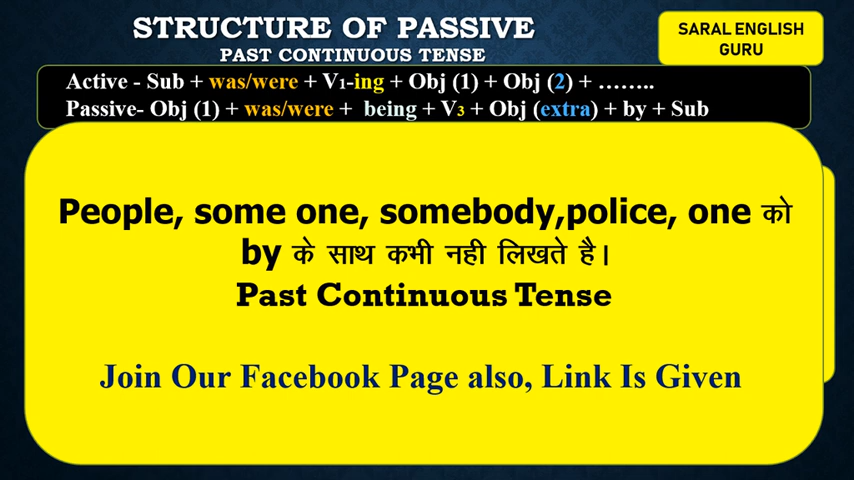 STRUCTURE OF PASSIVE
PAST CONTINUOUS TENSE
SARAL ENGLISH
GURU
Active - Sub + was/were + V1-ing + Obj (1) + Obj (2) + ........
Passive- Obj (1) + was/were + being + V3 + Obj (extra) + by + Sub
People, some one, somebody,police, one को
by के साथ कभी नही लिखते है।
Past Continuous Tense
Join Our Facebook Page also, Link Is Given